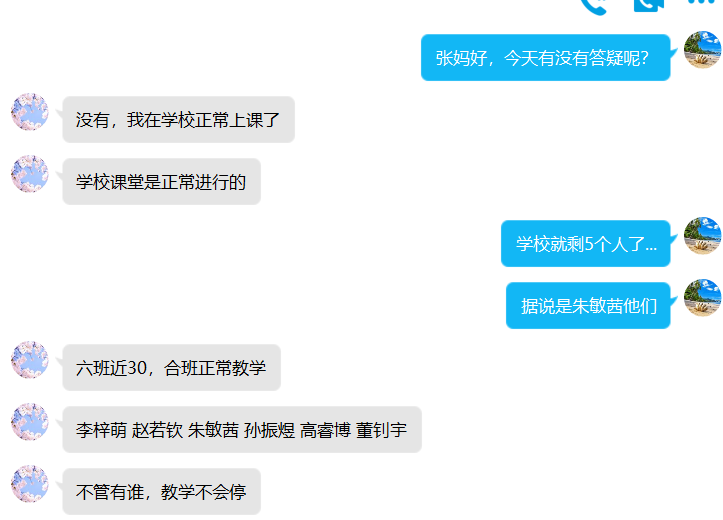 张妈好，今天有没有答疑呢？
没有，我在学校正常上课了
学校课堂是正常进行的
学校就剩5个人了...
据说是朱敏茜他们
六班近30，合班正常教学
李梓萌 赵若钦 朱敏茜 孙振煜 高睿博 董钊宇
不管有谁，教学不会停